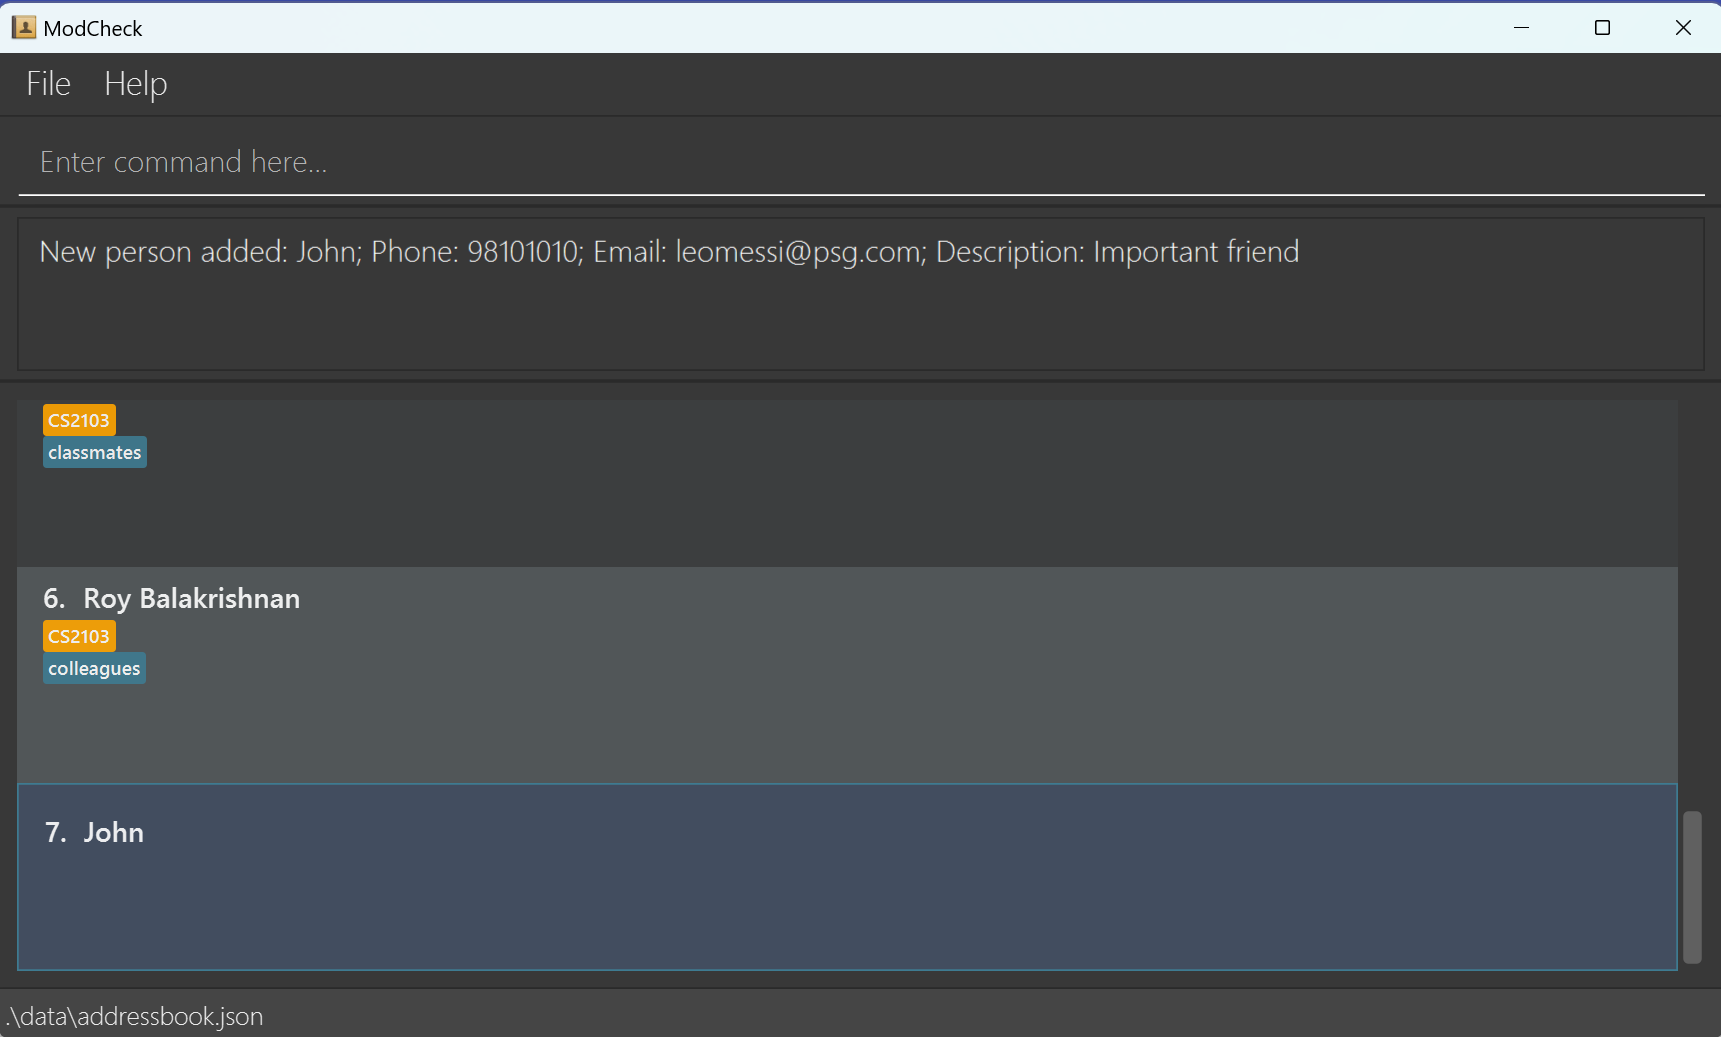 ModCheck
File Help
Enter command here...
New person added: John; Phone: 98101010; Email: leomessi@psg.com; Description: Important friend
CS2103
classmates
6. Roy Balakrishnan
CS2103
colleagues
7. John
.\data\addressbook.json